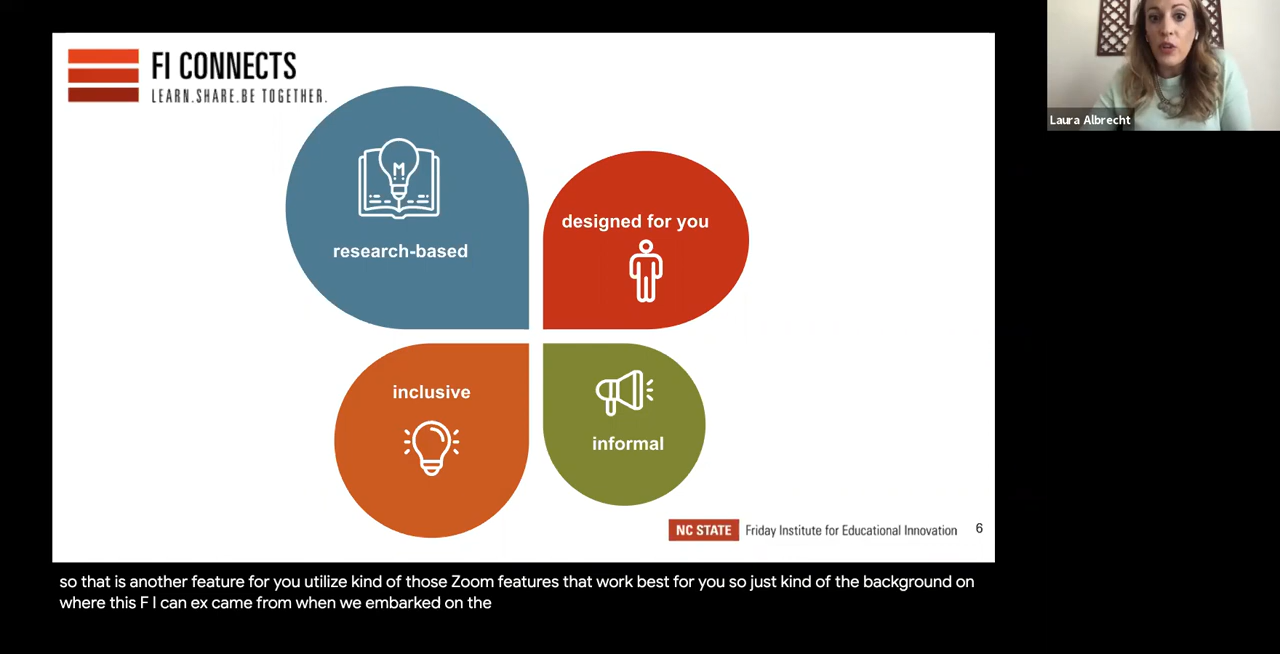 FI CONNECTS
LEARN.SHARE.BE TOGETHER.
research-based
designed for you
inclusive
informal
NC STATE Friday Institute for Educational Innovation 6
Laura Albrecht
so that is another feature for you utilize kind of those Zoom features that work best for you so just kind of the background on
where this F I can ex came from when we embarked on the